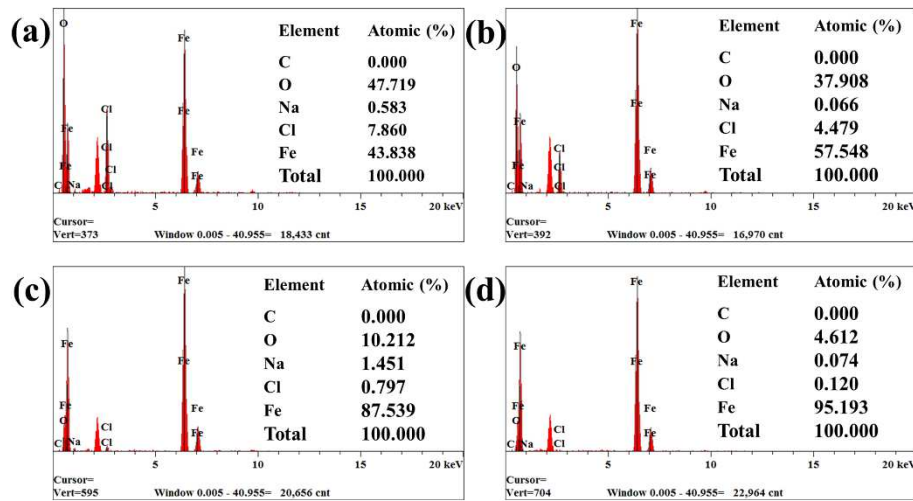 (a)
O
Fe
Fe
C
Na
Cl
Cl
Cl
Fe
Fe
Fe
Fe
Element Atomic (%)
C 0.000
O 47.719
Na 0.583
Cl 7.860
Fe 43.838
Total 100.000
5 10 15 20 keV
Cursor=
Vert=373 Window 0.005 - 40.955= 18,433 cnt
(b)
O
Fe
Fe
C
Na
Cl
Cl
Cl
Fe
Fe
Fe
Fe
Element Atomic (%)
C 0.000
O 37.908
Na 0.066
Cl 4.479
Fe 57.548
Total 100.000
5 10 15 20 keV
Cursor=
Vert=392 Window 0.005 - 40.955= 16,970 cnt
(c)
Fe
Fe
O
C
Na
Cl
Cl
Fe
Fe
Fe
Fe
Element Atomic (%)
C 0.000
O 10.212
Na 1.451
Cl 0.797
Fe 87.539
Total 100.000
5 10 15 20 keV
Cursor=
Vert=595 Window 0.005 - 40.955= 20,656 cnt
(d)
Fe
Fe
O
C
Na
Cl
Cl
Fe
Fe
Fe
Fe
Element Atomic (%)
C 0.000
O 4.612
Na 0.074
Cl 0.120
Fe 95.193
Total 100.000
5 10 15 20 keV
Cursor=
Vert=704 Window 0.005 - 40.955= 22,964 cnt